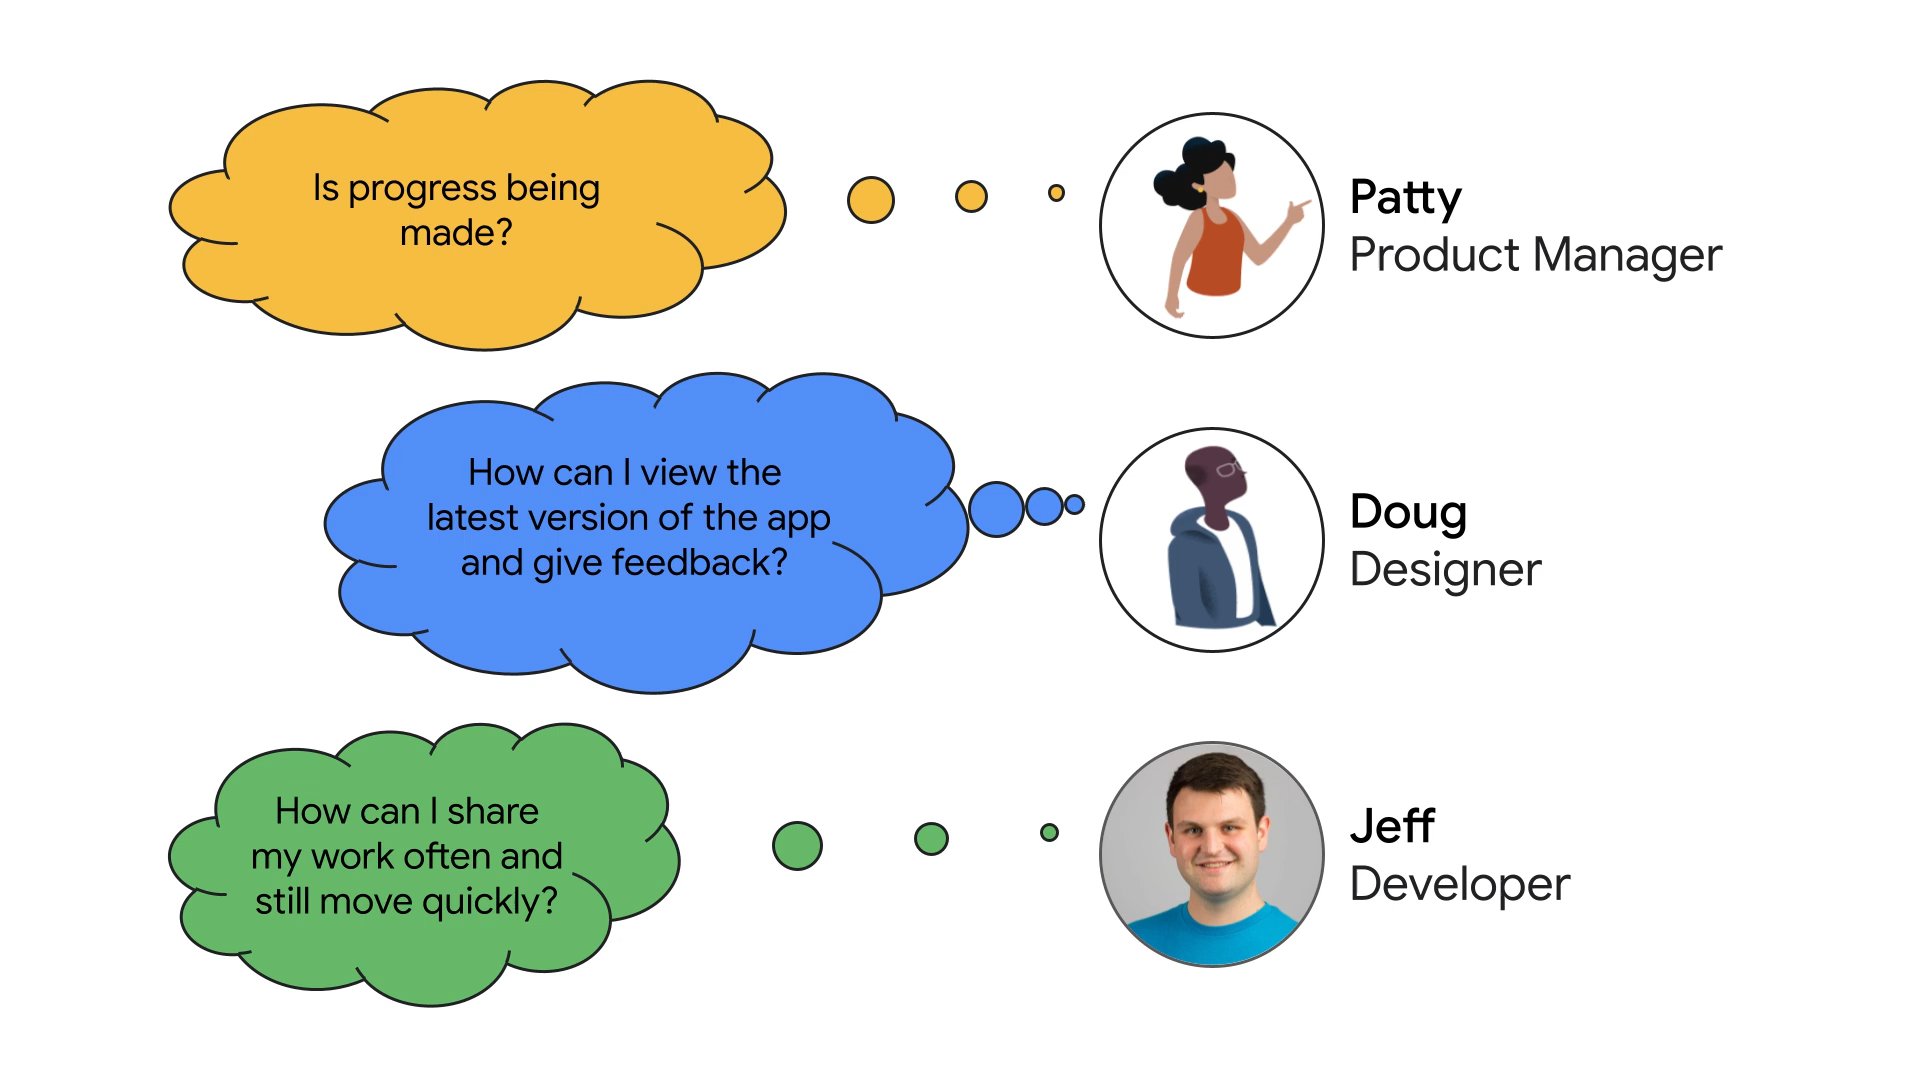 Is progress being
made?
Patty
Product Manager
How can I view the
latest version of the app
and give feedback?
Doug
Designer
How can I share
my work often and
still move quickly?
Jeff
Developer